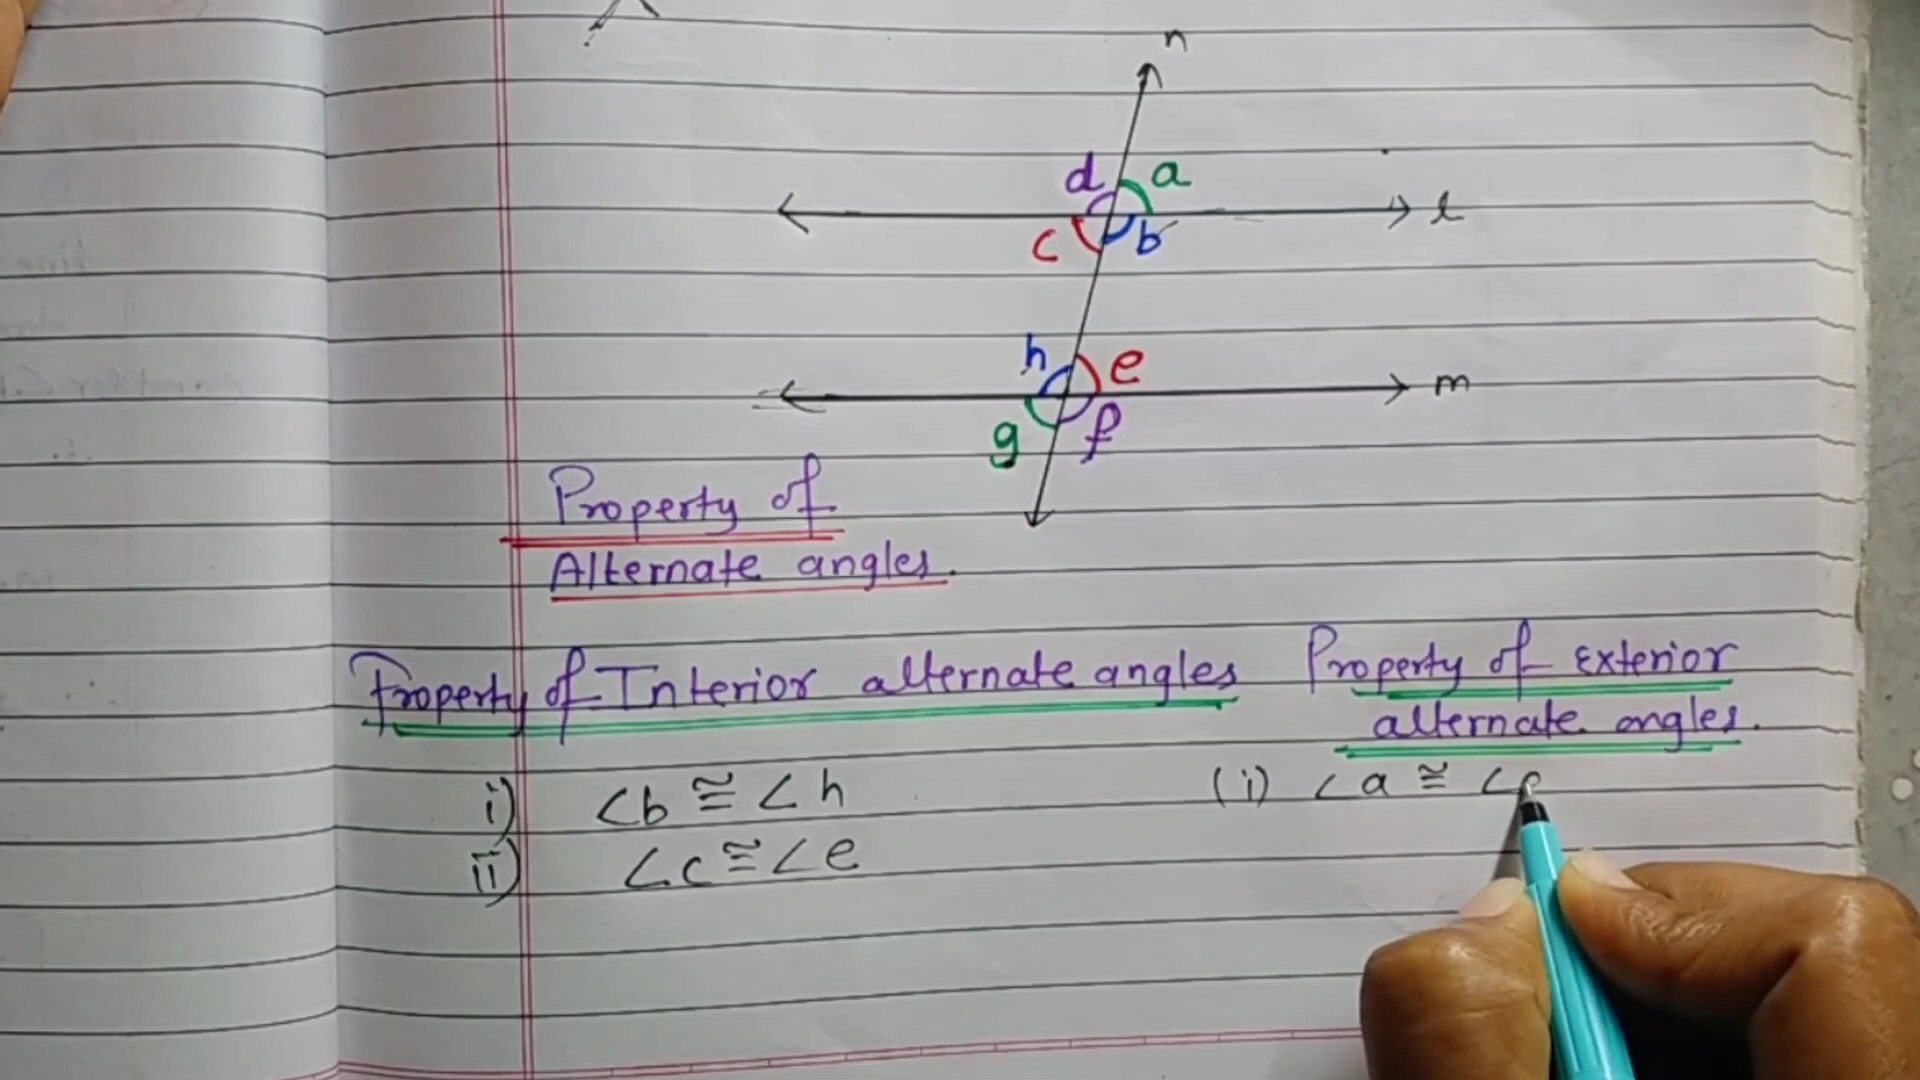 n
d a
l
c b
h e
m
g f
Property of
Alternate angles.
Property of Interior alternate angles
Property of Exterior
alternate angles.
i) ∠b ≅ ∠h
ii) ∠c ≅ ∠e
(i) ∠a ≅ ∠